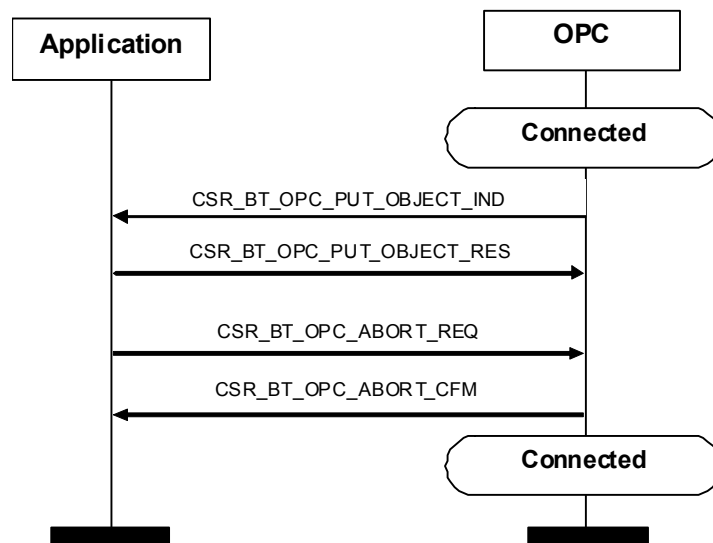 Application
OPC
Connected
CSR_BT_OPC_PUT_OBJECT_IND
CSR_BT_OPC_PUT_OBJECT_RES
CSR_BT_OPC_ABORT_REQ
CSR_BT_OPC_ABORT_CFM
Connected